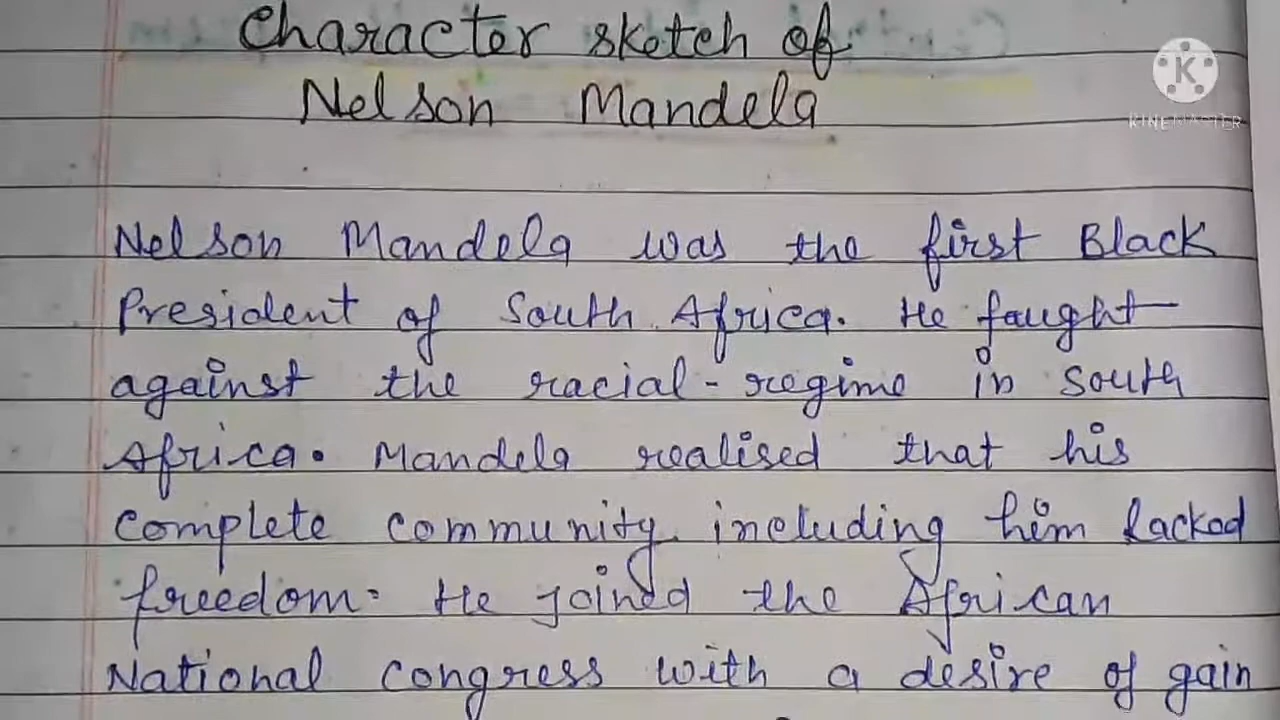 Character sketch of
Nelson Mandela
KINEMASTER
Nelson Mandela was the first Black
President of South Africa. He faught
against the racial-regime in south
Africa. Mandela realised that his
complete community including him lacked
freedom. He joined the African
National congress with a desire of gain